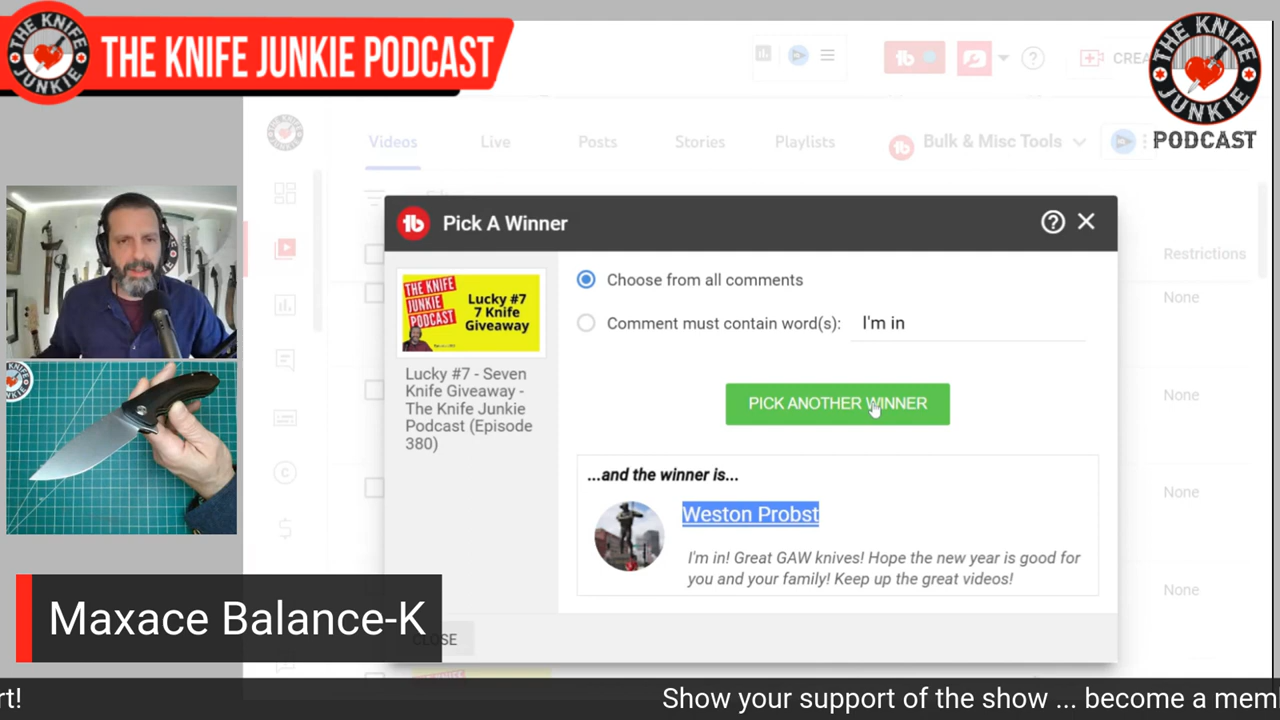 THE KNIFE JUNKIE
THE KNIFE JUNKIE PODCAST
CREA
THE KNIFE JUNKIE
PODCAST
Videos
Live
Posts
Stories
Playlists
Bulk & Misc Tools
Restrictions
None
None
None
None
Pick A Winner
THE KNIFE
JUNKIE
PODCAST
Lucky #7
7 Knife
Giveaway
Lucky #7 - Seven
Knife Giveaway -
The Knife Junkie
Podcast (Episode
380)
Choose from all comments
Comment must contain word(s): I'm in
PICK ANOTHER WINNER
...and the winner is...
Weston Probst
I'm in! Great GAW knives! Hope the new year is good for
you and your family! Keep up the great videos!
Maxace Balance-K
CLOSE
rt!
Show your support of the show ... become a mem